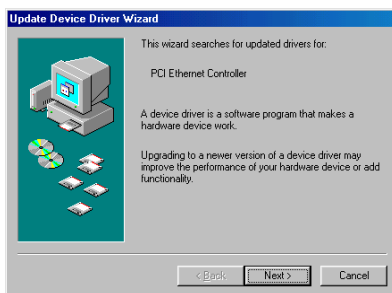 Update Device Driver Wizard
This wizard searches for updated drivers for:
PCI Ethernet Controller
A device driver is a software program that makes a
hardware device work.
Upgrading to a newer version of a device driver may
improve the performance of your hardware device or add
functionality.
< Back Next > Cancel